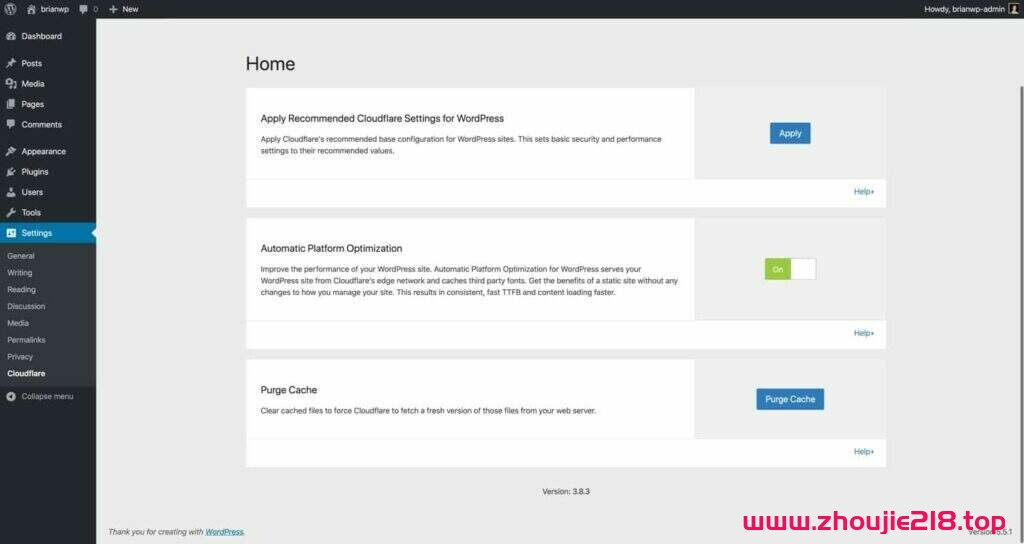 brianwp 0 New Howdy, brianwp-admin
Dashboard
Posts
Media
Pages
Comments
Appearance
Plugins
Users
Tools
Settings
General
Writing
Reading
Discussion
Media
Permalinks
Privacy
Cloudflare
Collapse menu
Home
Apply Recommended Cloudflare Settings for WordPress
Apply Cloudflare's recommended base configuration for WordPress sites. This sets basic security and performance
settings to their recommended values.
Apply
Help
Automatic Platform Optimization
Improve the performance of your WordPress site. Automatic Platform Optimization for WordPress serves your
WordPress site from Cloudflare's edge network and caches third party fonts. Get the benefits of a static site without any
changes to how you manage your site. This results in consistent, fast TTFB and content loading faster.
On
Help
Purge Cache
Clear cached files to force Cloudflare to fetch a fresh version of those files from your web server.
Purge Cache
Help
Version: 3.8.3
Thank you for creating with WordPress.
www.zhoujie218.top
Version 5.5.1